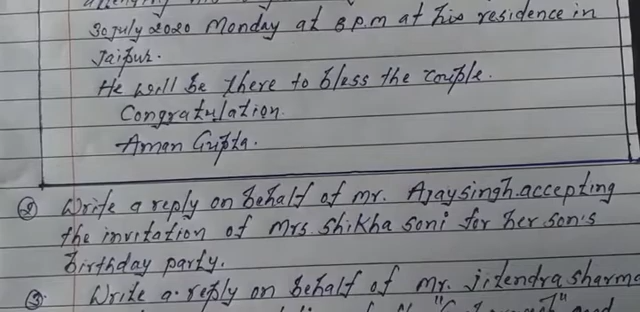 30 July 2020 Monday at 8 p.m at his residence in
Jaipur.
He will be there to bless the couple.
Congratulation.
Aman Gupta.
② Write a reply on behalf of mr. Ajaysingh accepting
the invitation of Mrs. Shikha soni for her son's
birthday party.
③ Write a reply on behalf of Mr. jitendra sharma